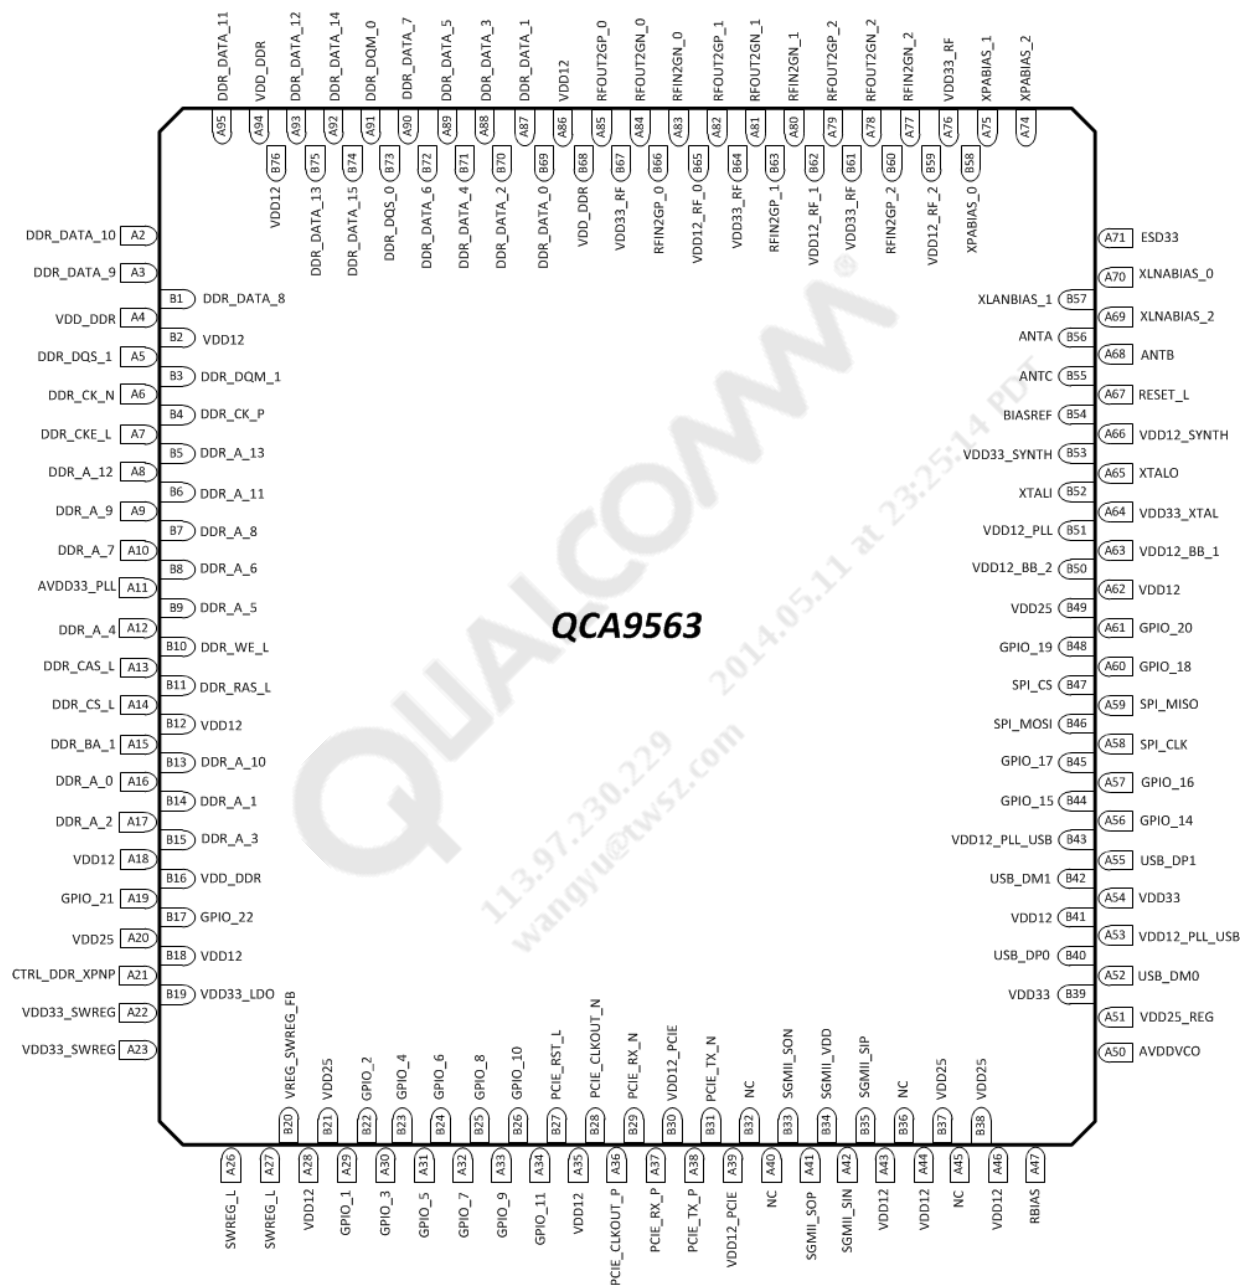 DDR_DATA_11
VDD_DDR
DDR_DATA_12
DDR_DATA_14
DDR_DQM_0
DDR_DATA_7
DDR_DATA_5
DDR_DATA_3
DDR_DATA_1
VDD12
RFOUT2GP_0
RFOUT2GN_0
RFIN2GN_0
RFOUT2GP_1
RFOUT2GN_1
RFIN2GN_1
RFOUT2GP_2
RFOUT2GN_2
RFIN2GN_2
VDD33_RF
XPABIAS_1
XPABIAS_2
A95
A94
A93
A92
A91
A90
A89
A88
A87
A86
A85
A84
A83
A82
A81
A80
A79
A78
A77
A76
A75
A74
B76
B75
B74
B73
B72
B71
B70
B69
B68
B67
B66
B65
B64
B63
B62
B61
B60
B59
B58
VDD12
DDR_DATA_13
DDR_DATA_15
DDR_DQS_0
DDR_DATA_6
DDR_DATA_4
DDR_DATA_2
DDR_DATA_0
VDD_DDR
VDD33_RF
RFIN2GP_0
VDD12_RF_0
VDD33_RF
RFIN2GP_1
VDD12_RF_1
VDD33_RF
RFIN2GP_2
VDD12_RF_2
XPABIAS_0
DDR_DATA_10 A2
DDR_DATA_9 A3
VDD_DDR A4
DDR_DQS_1 A5
DDR_CK_N A6
DDR_CKE_L A7
DDR_A_12 A8
DDR_A_9 A9
DDR_A_7 A10
AVDD33_PLL A11
DDR_A_4 A12
DDR_CAS_L A13
DDR_CS_L A14
DDR_BA_1 A15
DDR_A_0 A16
DDR_A_2 A17
VDD12 A18
GPIO_21 A19
VDD25 A20
CTRL_DDR_XPNP A21
VDD33_SWREG A22
VDD33_SWREG A23
B1 DDR_DATA_8
B2 VDD12
B3 DDR_DQM_1
B4 DDR_CK_P
B5 DDR_A_13
B6 DDR_A_11
B7 DDR_A_8
B8 DDR_A_6
B9 DDR_A_5
B10 DDR_WE_L
B11 DDR_RAS_L
B12 VDD12
B13 DDR_A_10
B14 DDR_A_1
B15 DDR_A_3
B16 VDD_DDR
B17 GPIO_22
B18 VDD12
B19 VDD33_LDO
QCA9563
QUALCOMM®
2014.05.11 at 23:25:14 PDT
113.97.230.229
wangyu@twsz.com
XLANBIAS_1 B57
ANTA B56
ANTC B55
BIASREF B54
VDD33_SYNTH B53
XTALI B52
VDD12_PLL B51
VDD12_BB_2 B50
VDD25 B49
GPIO_19 B48
SPI_CS B47
SPI_MOSI B46
GPIO_17 B45
GPIO_15 B44
VDD12_PLL_USB B43
USB_DM1 B42
VDD12 B41
USB_DP0 B40
VDD33 B39
A71 ESD33
A70 XLNABIAS_0
A69 XLNABIAS_2
A68 ANTB
A67 RESET_L
A66 VDD12_SYNTH
A65 XTALO
A64 VDD33_XTAL
A63 VDD12_BB_1
A62 VDD12
A61 GPIO_20
A60 GPIO_18
A59 SPI_MISO
A58 SPI_CLK
A57 GPIO_16
A56 GPIO_14
A55 USB_DP1
A54 VDD33
A53 VDD12_PLL_USB
A52 USB_DM0
A51 VDD25_REG
A50 AVDDVCO
VREG_SWREG_FB
VDD25
GPIO_2
GPIO_4
GPIO_6
GPIO_8
GPIO_10
PCIE_RST_L
PCIE_CLKOUT_N
PCIE_RX_N
VDD12_PCIE
PCIE_TX_N
NC
SGMII_SON
SGMII_VDD
SGMII_SIP
NC
VDD25
VDD25
B20
B21
B22
B23
B24
B25
B26
B27
B28
B29
B30
B31
B32
B33
B34
B35
B36
B37
B38
A26
A27
A28
A29
A30
A31
A32
A33
A34
A35
A36
A37
A38
A39
A40
A41
A42
A43
A44
A45
A46
A47
SWREG_L
SWREG_L
VDD12
GPIO_1
GPIO_3
GPIO_5
GPIO_7
GPIO_9
GPIO_11
VDD12
PCIE_CLKOUT_P
PCIE_RX_P
PCIE_TX_P
VDD12_PCIE
NC
SGMII_SOP
SGMII_SIN
VDD12
VDD12
NC
VDD12
RBIAS